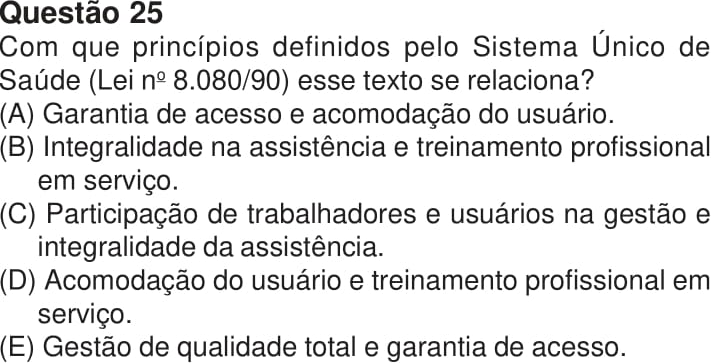 Questão 25
Com que princípios definidos pelo Sistema Único de
Saúde (Lei nº 8.080/90) esse texto se relaciona?
(A) Garantia de acesso e acomodação do usuário.
(B) Integralidade na assistência e treinamento profissional
em serviço.
(C) Participação de trabalhadores e usuários na gestão e
integralidade da assistência.
(D) Acomodação do usuário e treinamento profissional em
serviço.
(E) Gestão de qualidade total e garantia de acesso.